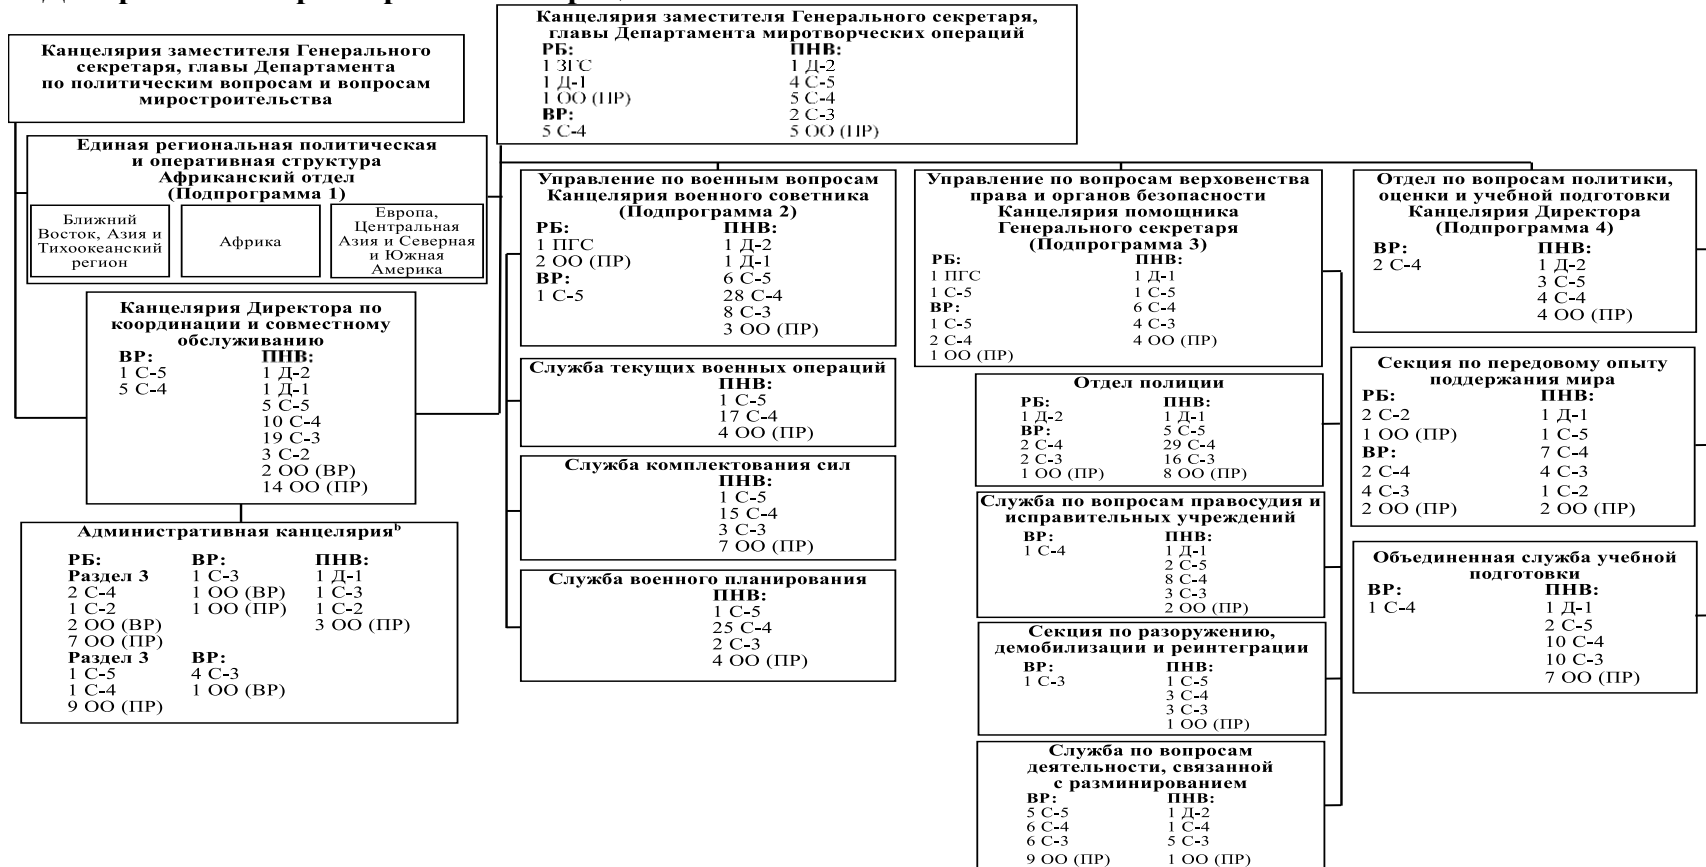 Канцелярия заместителя Генерального секретаря,
главы Департамента миротворческих операций
РБ:
1 ЗГС
1 Д-1
1 ОО (ПР)
ВР:
5 С-4
ПНВ:
1 Д-2
4 С-5
5 С-4
2 С-3
5 ОО (ПР)
Канцелярия заместителя Генерального
секретаря, главы Департамента
по политическим вопросам и вопросам
миростроительства
Единая региональная политическая
и оперативная структура
Африканский отдел
(Подпрограмма 1)
Ближний
Восток, Азия и
Тихоокеанский
регион
Африка
Европа,
Центральная
Азия и Северная
и Южная
Америка
Канцелярия Директора по
координации и совместному
обслуживанию
ВР:
1 С-5
5 С-4
ПНВ:
1 Д-2
1 Д-1
5 С-5
10 С-4
19 С-3
3 С-2
2 ОО (ВР)
14 ОО (ПР)
Административная канцелярияᵇ
РБ:
Раздел 3
2 С-4
1 С-2
2 ОО (ВР)
7 ОО (ПР)
Раздел 3
1 С-5
1 С-4
9 ОО (ПР)
ВР:
1 С-3
1 ОО (ВР)
1 ОО (ПР)
ВР:
4 С-3
1 ОО (ВР)
ПНВ:
1 Д-1
1 С-3
1 С-2
3 ОО (ПР)
Управление по военным вопросам
Канцелярия военного советника
(Подпрограмма 2)
РБ:
1 ПГС
2 ОО (ПР)
ВР:
1 С-5
ПНВ:
1 Д-2
1 Д-1
6 С-5
28 С-4
8 С-3
3 ОО (ПР)
Служба текущих военных операций
ПНВ:
1 С-5
17 С-4
4 ОО (ПР)
Служба комплектования сил
ПНВ:
1 С-5
15 С-4
3 С-3
7 ОО (ПР)
Служба военного планирования
ПНВ:
1 С-5
25 С-4
2 С-3
4 ОО (ПР)
Управление по вопросам верховенства
права и органов безопасности
Канцелярия помощника
Генерального секретаря
(Подпрограмма 3)
РБ:
1 ПГС
1 С-5
ВР:
1 С-5
2 С-4
1 ОО (ПР)
ПНВ:
1 Д-1
1 С-5
6 С-4
4 С-3
4 ОО (ПР)
Отдел полиции
РБ:
1 Д-2
ВР:
2 С-4
2 С-3
1 ОО (ПР)
ПНВ:
1 Д-1
5 С-5
29 С-4
16 С-3
8 ОО (ПР)
Служба по вопросам правосудия и
исправительных учреждений
ВР:
1 С-4
ПНВ:
1 Д-1
2 С-5
8 С-4
3 С-3
2 ОО (ПР)
Секция по разоружению,
демобилизации и реинтеграции
ВР:
1 С-3
ПНВ:
1 С-5
3 С-4
3 С-3
1 ОО (ПР)
Служба по вопросам
деятельности, связанной
с разминированием
ВР:
5 С-5
6 С-4
6 С-3
9 ОО (ПР)
ПНВ:
1 Д-2
1 С-4
5 С-3
1 ОО (ПР)
Отдел по вопросам политики,
оценки и учебной подготовки
Канцелярия Директора
(Подпрограмма 4)
ВР:
2 С-4
ПНВ:
1 Д-2
3 С-5
4 С-4
4 ОО (ПР)
Секция по передовому опыту
поддержания мира
РБ:
2 С-2
1 ОО (ПР)
ВР:
2 С-4
4 С-3
2 ОО (ПР)
ПНВ:
1 Д-1
1 С-5
7 С-4
4 С-3
1 С-2
2 ОО (ПР)
Объединенная служба учебной
подготовки
ВР:
1 С-4
ПНВ:
1 Д-1
2 С-5
10 С-4
10 С-3
7 ОО (ПР)